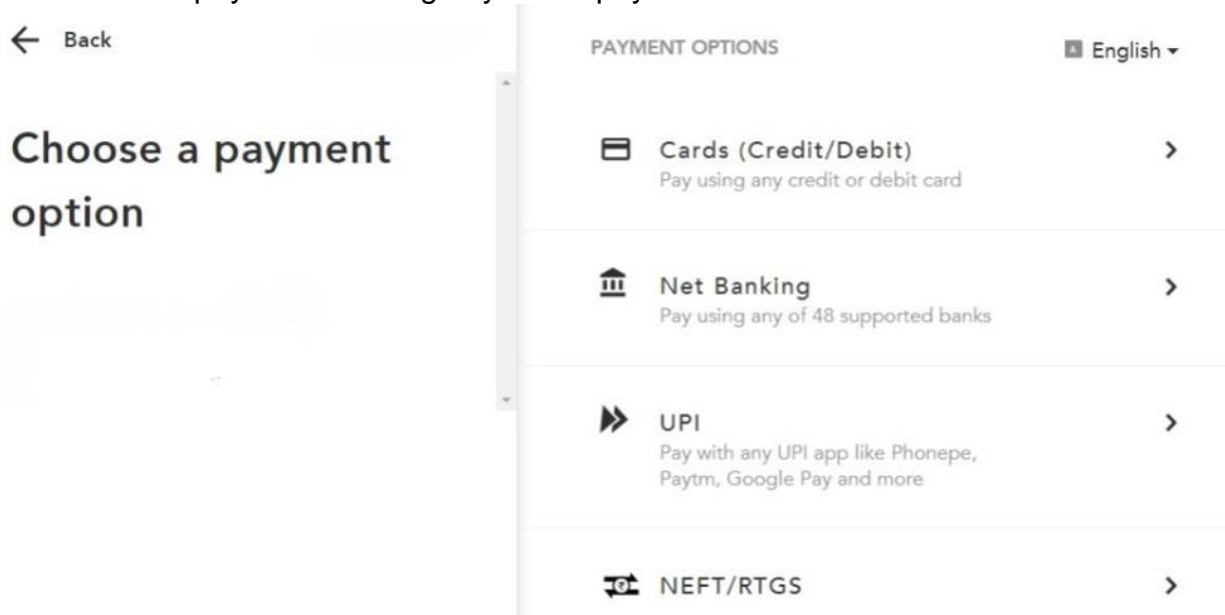 Back
Choose a payment
option
PAYMENT OPTIONS
English
Cards (Credit/Debit)
Pay using any credit or debit card
Net Banking
Pay using any of 48 supported banks
UPI
Pay with any UPI app like Phonepe,
Paytm, Google Pay and more
NEFT/RTGS